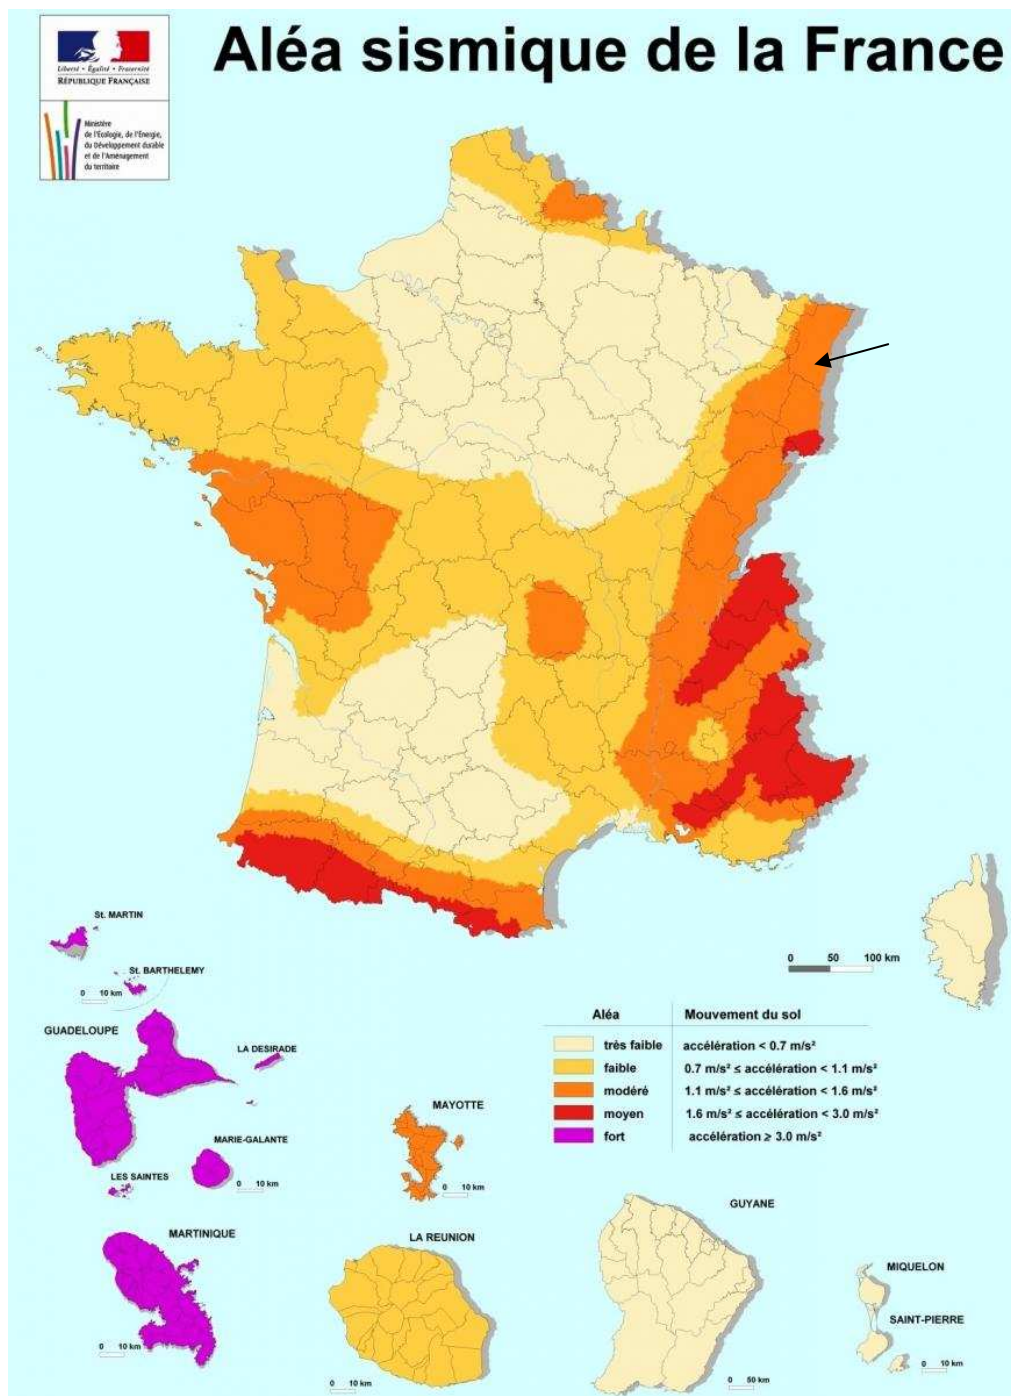 Aléa sismique de la France
Liberté • Égalité • Fraternité
RÉPUBLIQUE FRANÇAISE
Ministère
de l'Écologie, de l'Énergie,
du Développement durable
et de l'Aménagement
du territoire
St. MARTIN
St. BARTHELEMY
0 10 km
GUADELOUPE
LA DESIRADE
MARIE-GALANTE
0 10 km
LES SAINTES
MARTINIQUE
0 10 km
0 50 100 km
Aléa Mouvement du sol
très faible accélération < 0.7 m/s²
faible 0.7 m/s² ≤ accélération < 1.1 m/s²
modéré 1.1 m/s² ≤ accélération < 1.6 m/s²
moyen 1.6 m/s² ≤ accélération < 3.0 m/s²
fort accélération ≥ 3.0 m/s²
MAYOTTE
0 10 km
LA REUNION
0 10 km
GUYANE
0 50 km
MIQUELON
SAINT-PIERRE
0 10 km